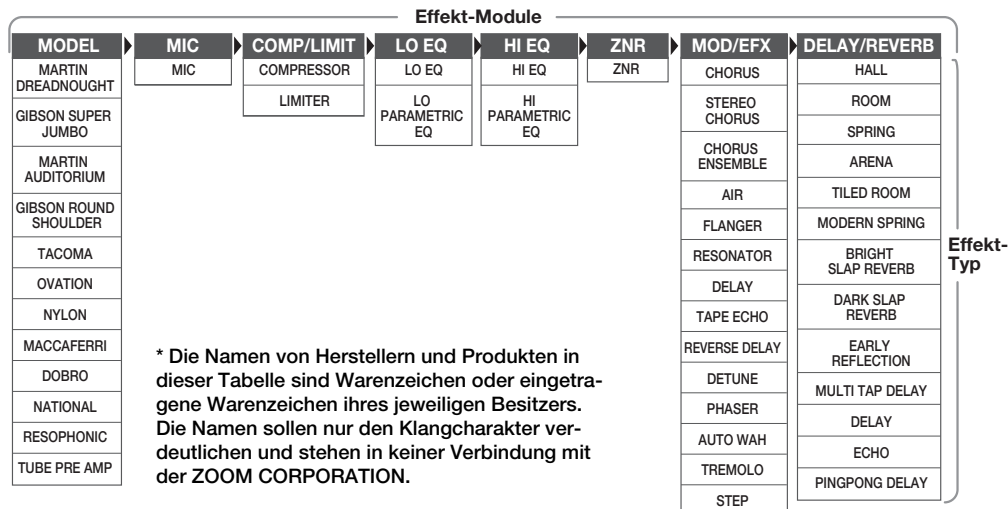 Effekt-Module
MODEL
MARTIN
DREADNOUGHT
GIBSON SUPER
JUMBO
MARTIN
AUDITORIUM
GIBSON ROUND
SHOULDER
TACOMA
OVATION
NYLON
MACCAFERRI
DOBRO
NATIONAL
RESOPHONIC
TUBE PRE AMP
MIC
MIC
COMP/LIMIT
COMPRESSOR
LIMITER
LO EQ
LO EQ
LO
PARAMETRIC
EQ
HI EQ
HI EQ
HI
PARAMETRIC
EQ
ZNR
ZNR
MOD/EFX
CHORUS
STEREO
CHORUS
CHORUS
ENSEMBLE
AIR
FLANGER
RESONATOR
DELAY
TAPE ECHO
REVERSE DELAY
DETUNE
PHASER
AUTO WAH
TREMOLO
STEP
DELAY/REVERB
HALL
ROOM
SPRING
ARENA
TILED ROOM
MODERN SPRING
BRIGHT
SLAP REVERB
DARK SLAP
REVERB
EARLY
REFLECTION
MULTI TAP DELAY
DELAY
ECHO
PINGPONG DELAY
Effekt-
Typ
* Die Namen von Herstellern und Produkten in
dieser Tabelle sind Warenzeichen oder eingetra-
gene Warenzeichen ihres jeweiligen Besitzers.
Die Namen sollen nur den Klangcharakter ver-
deutlichen und stehen in keiner Verbindung mit
der ZOOM CORPORATION.